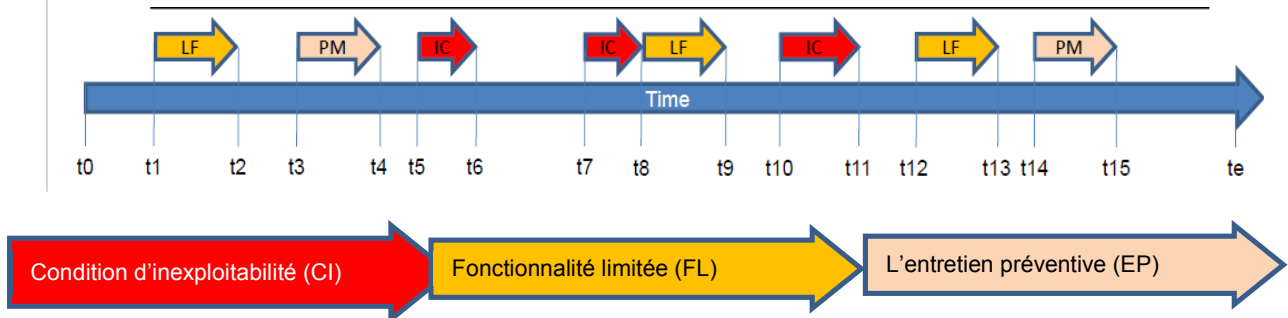 LF PM IC IC LF IC LF PM
Time
t0 t1 t2 t3 t4 t5 t6 t7 t8 t9 t10 t11 t12 t13 t14 t15 te
Condition d’inexploitabilité (CI) Fonctionnalité limitée (FL) L’entretien préventive (EP)